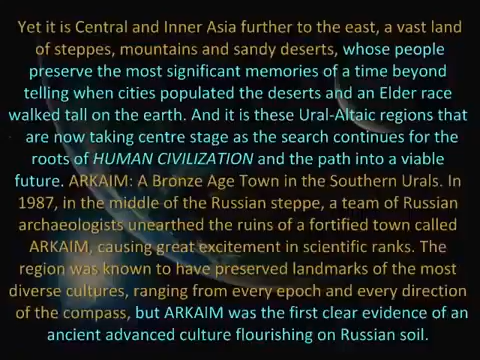 Yet it is Central and Inner Asia further to the east, a vast land
of steppes, mountains and sandy deserts, whose people
preserve the most significant memories of a time beyond
telling when cities populated the deserts and an Elder race
walked tall on the earth. And it is these Ural-Altaic regions that
are now taking centre stage as the search continues for the
roots of HUMAN CIVILIZATION and the path into a viable
future. ARKAIM: A Bronze Age Town in the Southern Urals. In
1987, in the middle of the Russian steppe, a team of Russian
archaeologists unearthed the ruins of a fortified town called
ARKAIM, causing great excitement in scientific ranks. The
region was known to have preserved landmarks of the most
diverse cultures, ranging from every epoch and every direction
of the compass, but ARKAIM was the first clear evidence of an
ancient advanced culture flourishing on Russian soil.